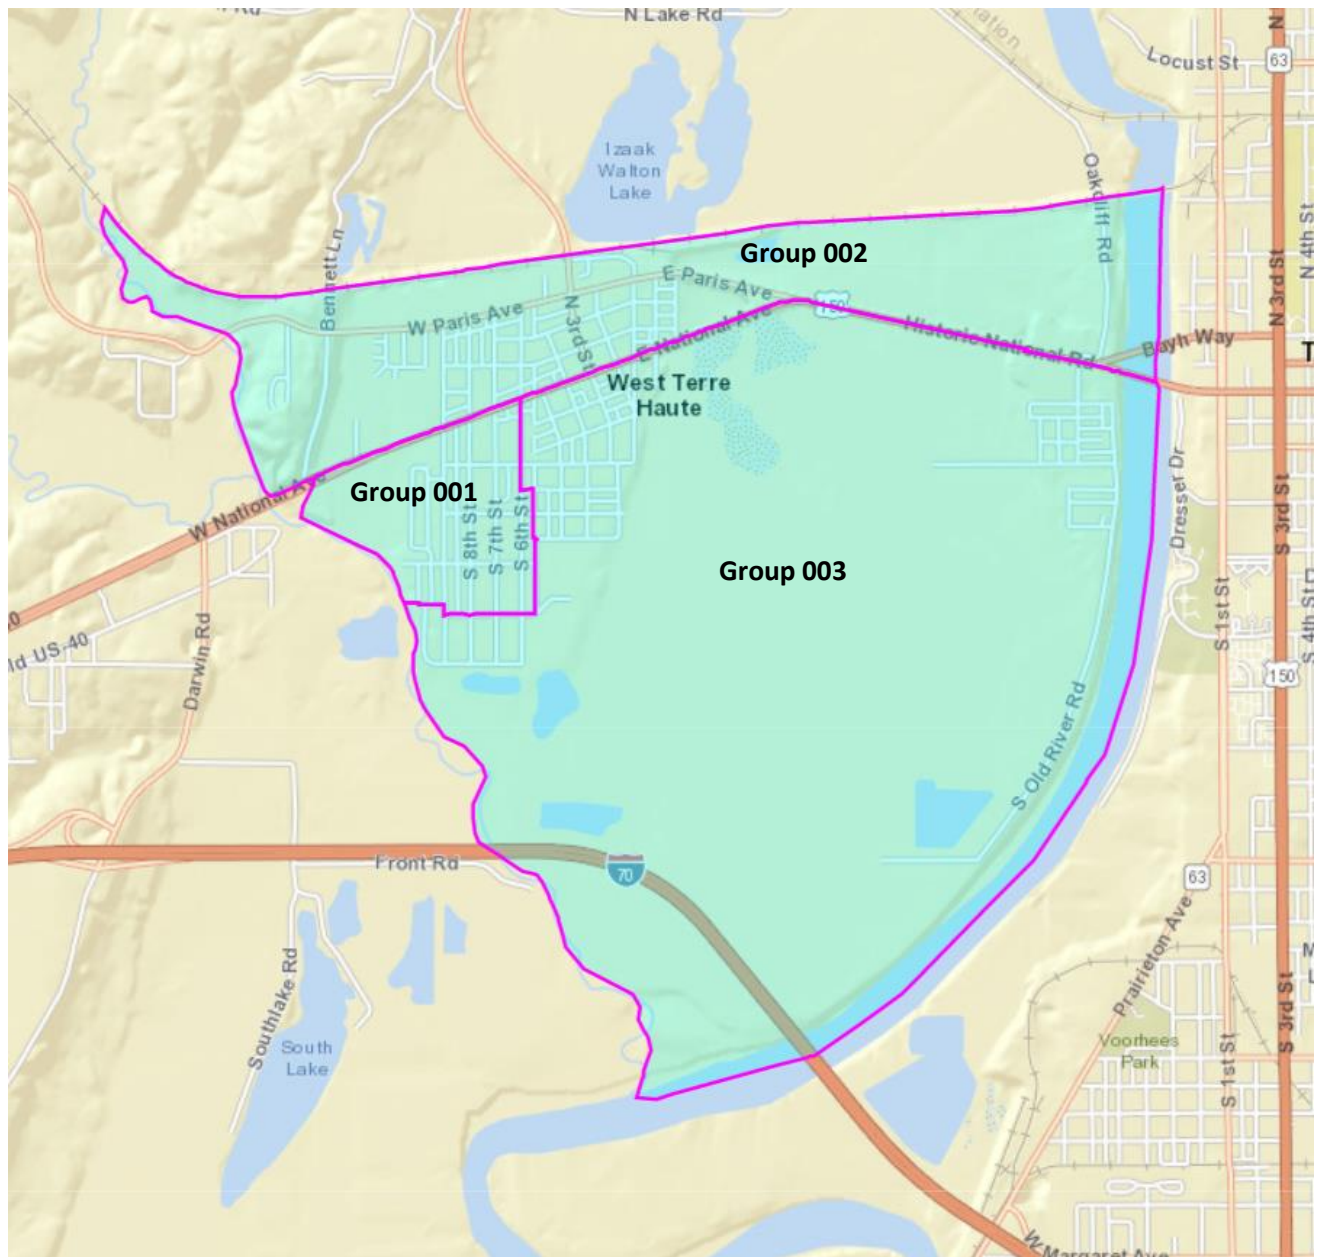 N Lake Rd
Locust St
63
N
Izaak
Walton
Lake
Oakcliff Rd
N 4th St
N 3rd St
Bennett Ln
Group 002
E Paris Ave
W Paris Ave
N 3rd St
150
E National Ave
Historic National Rd
Bayh Way
T
West Terre
Haute
Group 001
W National Ave
S 8th St
S 7th St
S 6th St
Dresser Dr
S 3rd St
Group 003
S 1st St
S 4th St
Darwin Rd
150
S Old River Rd
70
Front Rd
63
Prairieton Ave
Southlake Rd
South
Lake
Voorhees
Park
S 3rd St
S 1st St
W Margaret Ave